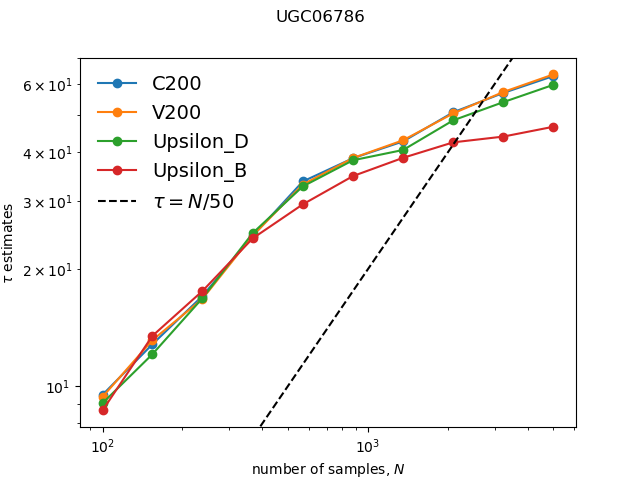 UGC06786
C200
V200
Upsilon_D
Upsilon_B
τ = N/50
6 × 10¹
4 × 10¹
3 × 10¹
2 × 10¹
10¹
τ estimates
10² 10³
number of samples, N